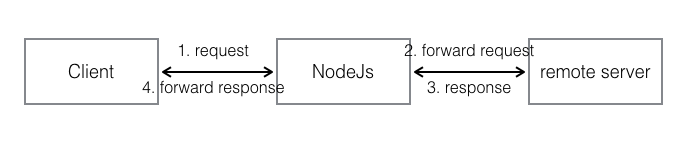 1. request
2. forward request
Client
NodeJs
remote server
4. forward response
3. response